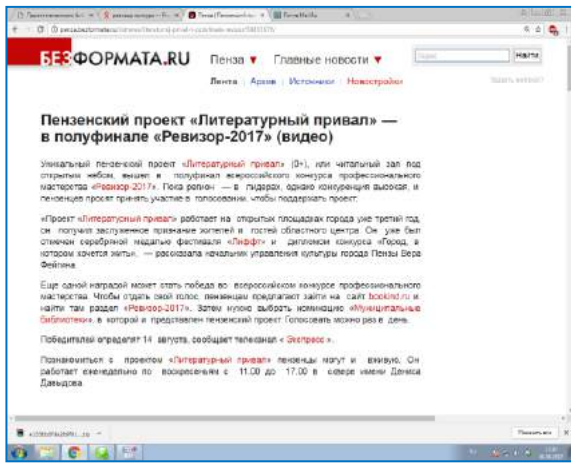 БЕЗФОРМАТА.RU
Пенза ▼ Главные новости ▼
Найти
Лента | Архив | Источники | Новостройки
Пензенский проект «Литературный привал» —
в полуфинале «Ревизор-2017» (видео)
Уникальный пензенский проект «Литературный привал» (0+), или читальный зал под
открытым небом, вышел в полуфинал всероссийского конкурса профессионального
мастерства «Ревизор-2017». Пока регион — в лидерах, однако конкуренция высокая, и
пензенцев просят принять участие в голосовании, чтобы поддержать проект.
«Проект «Литературный привал» работает на открытых площадках города уже третий год,
он получил заслуженное признание жителей и гостей областного центра. Он уже был
отмечен серебряной медалью фестиваля «Лиффт» и дипломом конкурса «Город, в
котором хочется жить», — рассказала начальник управления культуры города Пензы Вера
Фейгина.
Еще одной наградой может стать победа во всероссийском конкурсе профессионального
мастерства. Чтобы отдать свой голос, пензенцам предлагают зайти на сайт bookind.ru и
найти там раздел «Ревизор-2017». Затем нужно выбрать номинацию «Муниципальные
библиотеки», в которой и представлен пензенский проект. Голосовать можно раз в день.
Победителей определят 14 августа, сообщает телеканал « Экспресс ».
Познакомиться с проектом «Литературный привал» пензенцы могут и вживую. Он
работает еженедельно по воскресеньям с 11.00 до 17.00 в сквере имени Дениса
Давыдова.